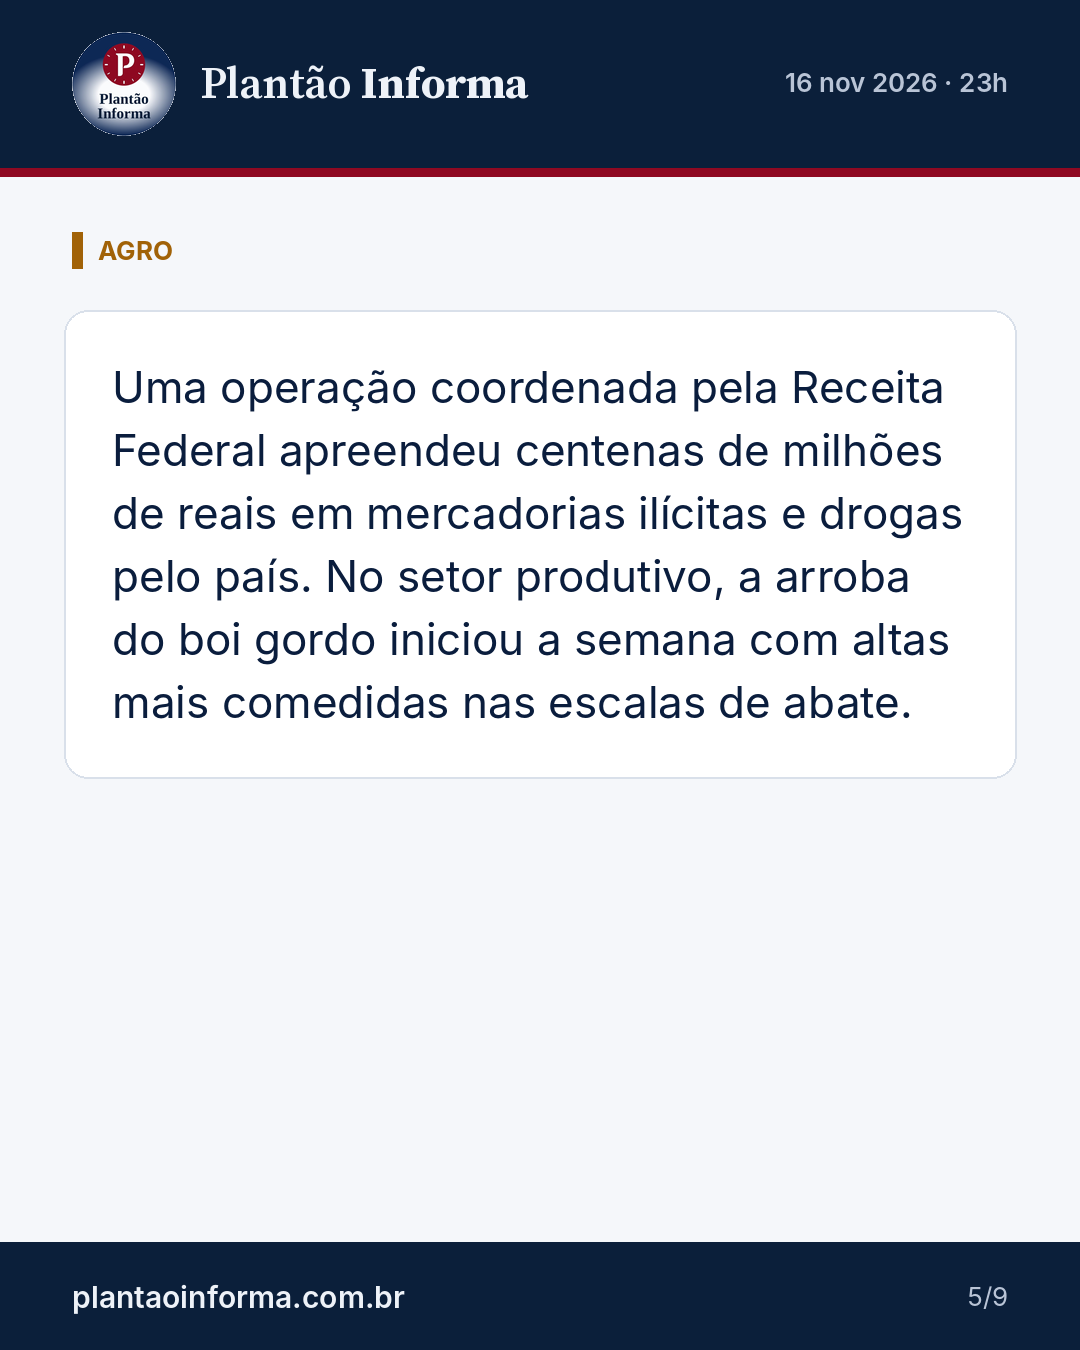 P
Plantão
Informa
Plantão Informa
16 nov 2026 · 23h
AGRO
Uma operação coordenada pela Receita
Federal apreendeu centenas de milhões
de reais em mercadorias ilícitas e drogas
pelo país. No setor produtivo, a arroba
do boi gordo iniciou a semana com altas
mais comedidas nas escalas de abate.
plantaoinforma.com.br
5/9